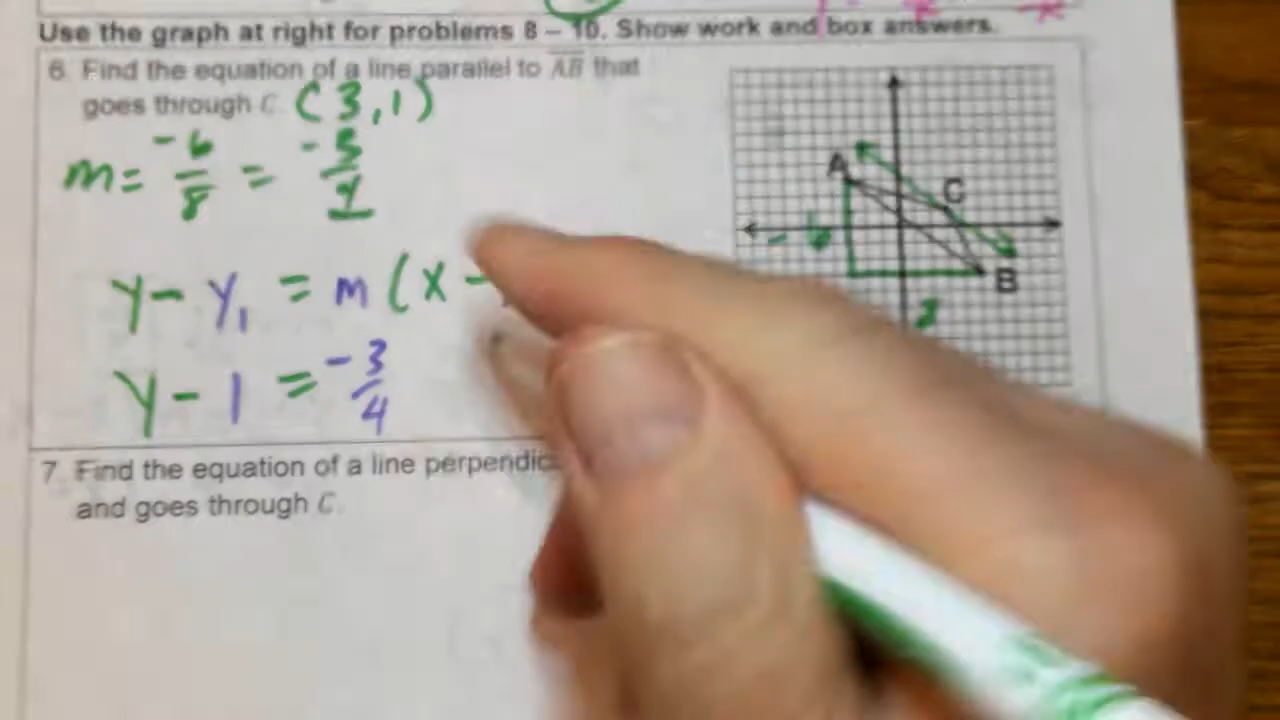 Use the graph at right for problems 8 – 10. Show work and box answers.
6. Find the equation of a line parallel to AB that
goes through C. (3,1)
m = -6/8 = -3/4
y - y₁ = m (x -
y - 1 = -3/4
7. Find the equation of a line
and goes through C.
A
C
- 6
B